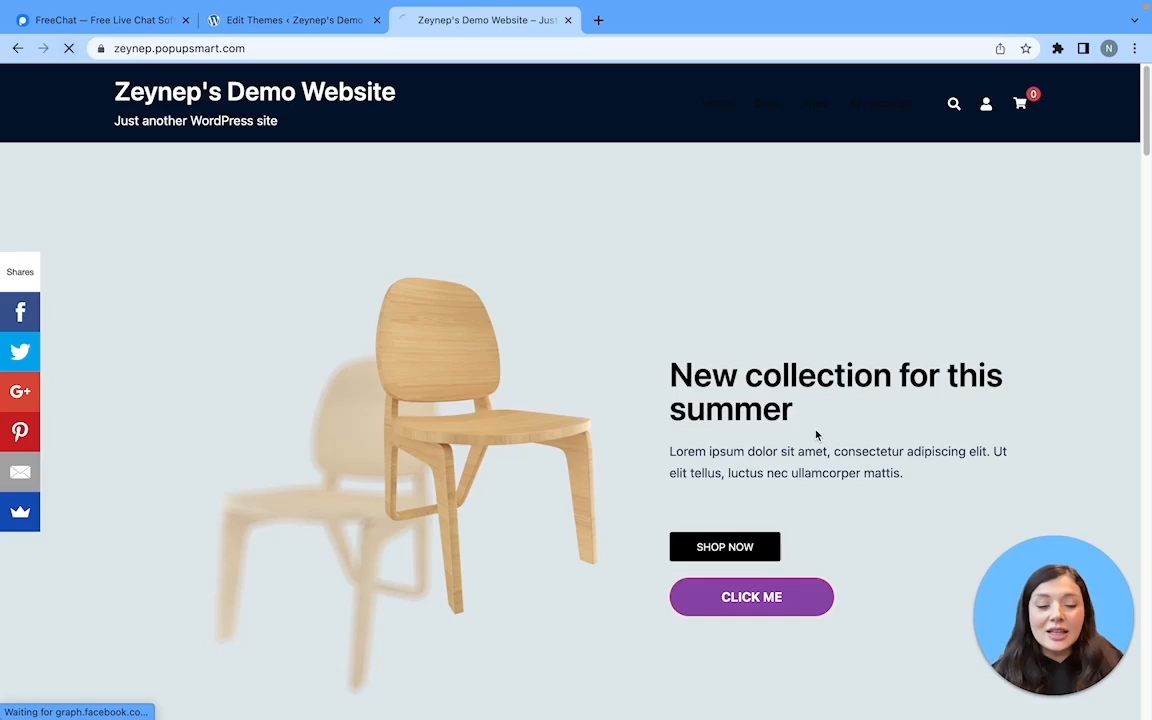 FreeChat — Free Live Chat Sof
Edit Themes ‹ Zeynep's Demo
Zeynep's Demo Website – Just
zeynep.popupsmart.com
N
Zeynep's Demo Website
Just another WordPress site
0
Shares
G+
New collection for this
summer
Lorem ipsum dolor sit amet, consectetur adipiscing elit. Ut
elit tellus, luctus nec ullamcorper mattis.
SHOP NOW
CLICK ME
Waiting for graph.facebook.co...